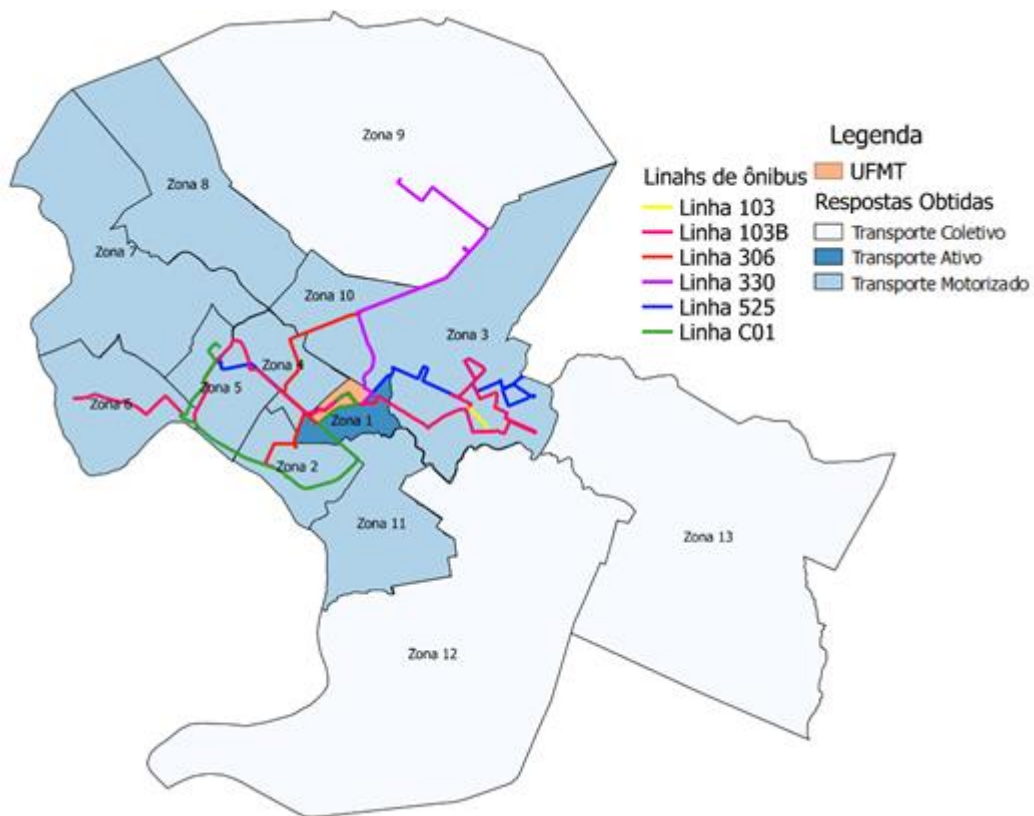 Zona 9
Zona 8
Zona 7
Zona 10
Zona 3
Zona 4
Zona 5
Zona 6
Zona 1
Zona 2
Zona 11
Zona 13
Zona 12
Linahs de ônibus
Linha 103
Linha 103B
Linha 306
Linha 330
Linha 525
Linha C01
Legenda
UFMT
Respostas Obtidas
Transporte Coletivo
Transporte Ativo
Transporte Motorizado